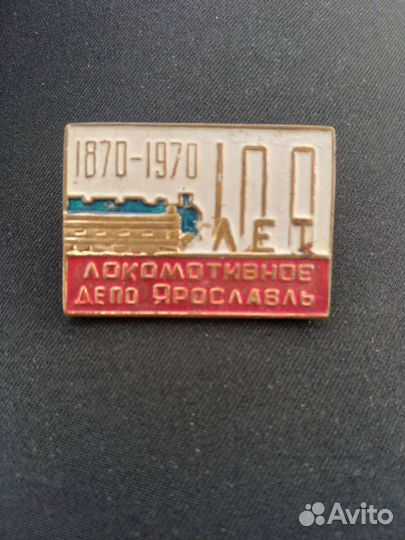 1870-1970 100
ЛЕТ
ЛОКОМОТИВНОЕ
ДЕПО ЯРОСЛАВЛЬ
Avito